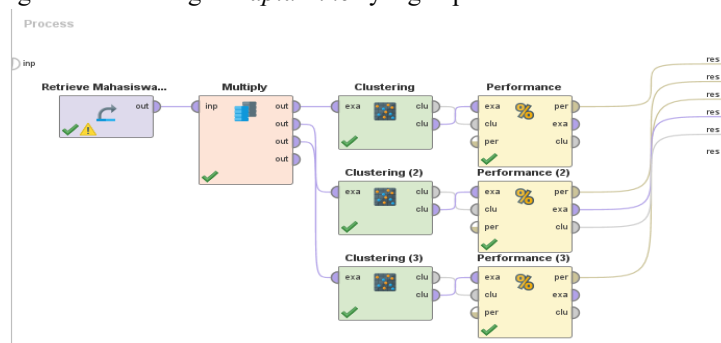 Process
inp
Retrieve Mahasiswa...
out
Multiply
inp out
out
out
out
Clustering
exa clu
clu
Performance
exa per
clu exa
per clu
Clustering (2)
exa clu
clu
Performance (2)
exa per
clu exa
per clu
Clustering (3)
exa clu
clu
Performance (3)
exa per
clu exa
per clu
res
res
res
res
res
res